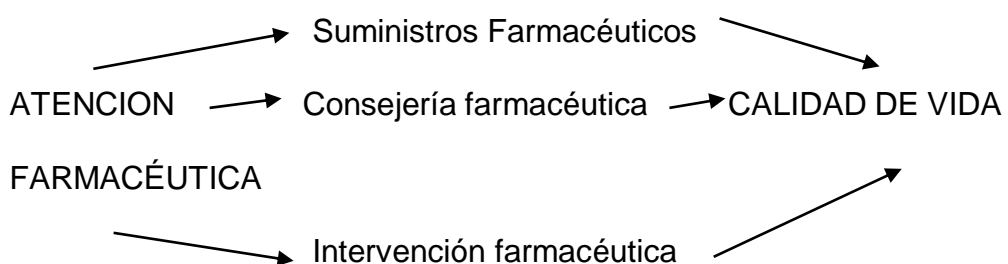 Suministros Farmacéuticos
ATENCION Consejería farmacéutica CALIDAD DE VIDA
FARMACÉUTICA
Intervención farmacéutica